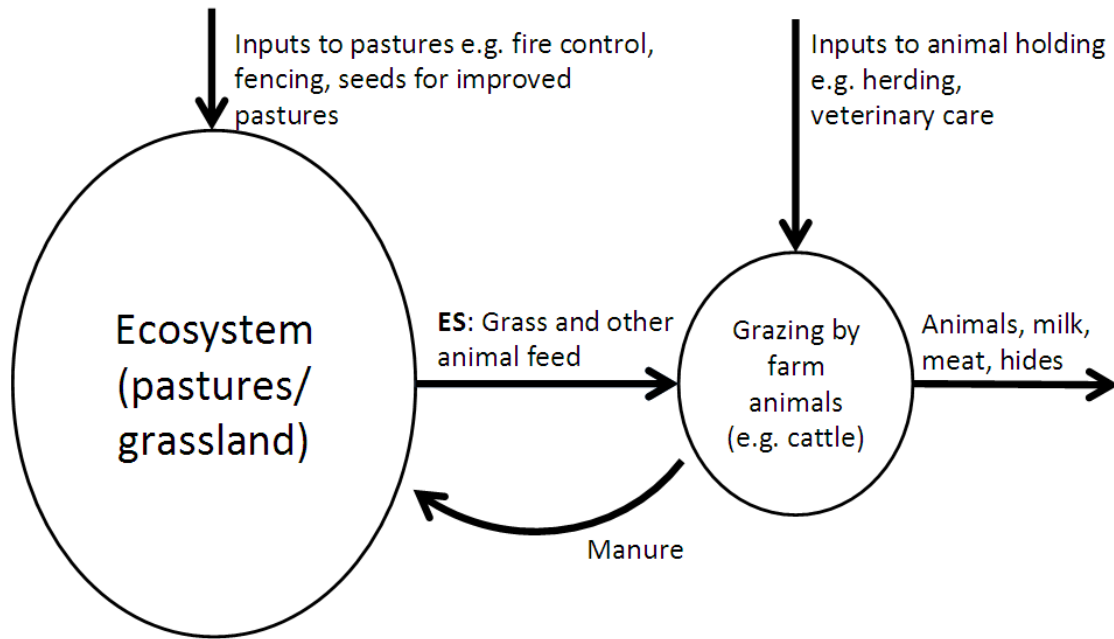 Inputs to pastures e.g. fire control,
fencing, seeds for improved
pastures
Inputs to animal holding
e.g. herding,
veterinary care
Ecosystem
(pastures/
grassland)
ES: Grass and other
animal feed
Grazing by
farm
animals
(e.g. cattle)
Animals, milk,
meat, hides
Manure